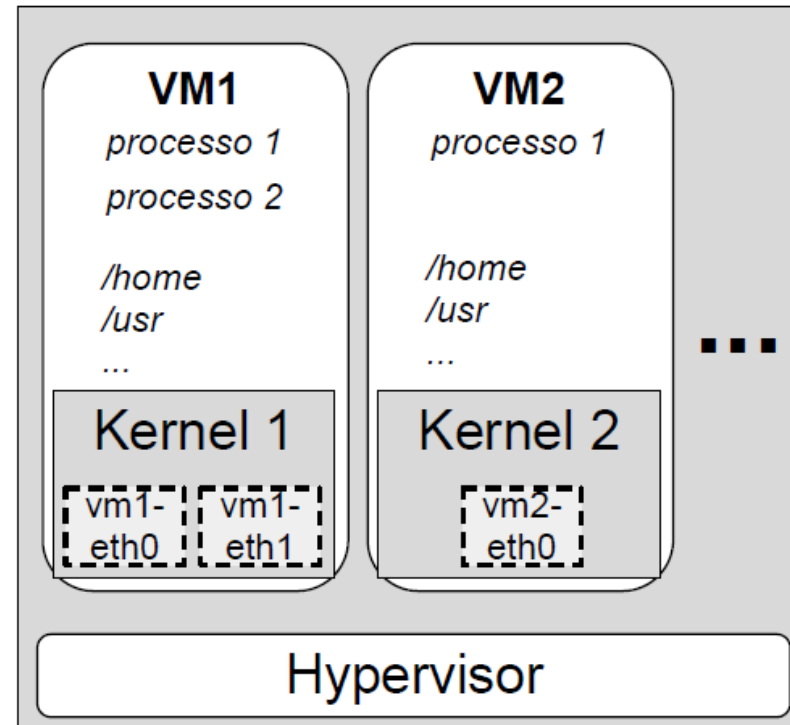 VM1
processo 1
processo 2
/home
/usr
...
Kernel 1
vm1-
eth0
vm1-
eth1
VM2
processo 1
/home
/usr
...
Kernel 2
vm2-
eth0
...
Hypervisor